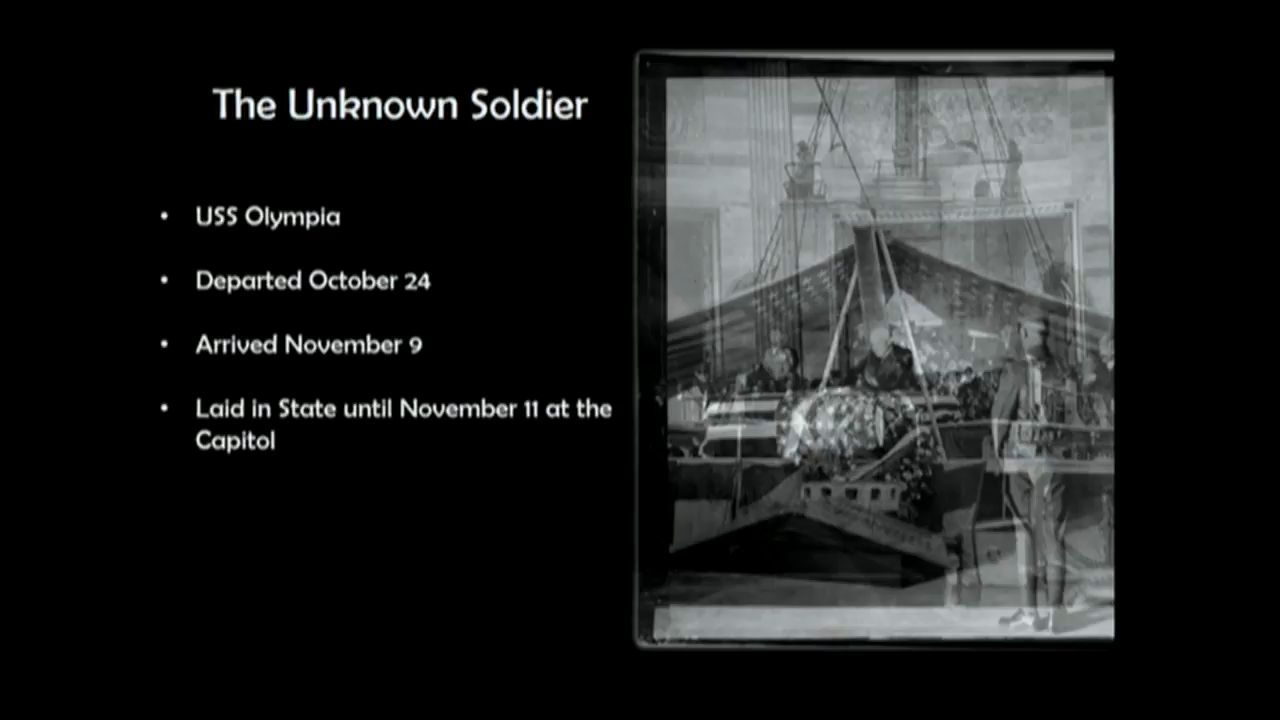 The Unknown Soldier
• USS Olympia
• Departed October 24
• Arrived November 9
• Laid in State until November 11 at the
Capitol